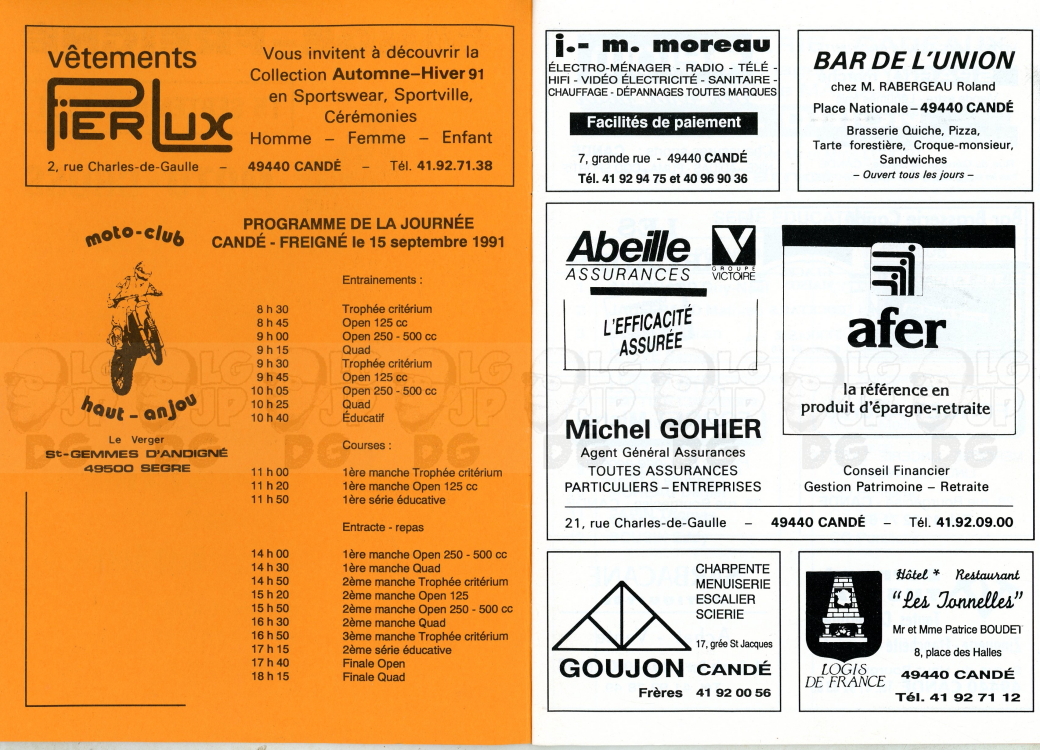 vêtements
PIERLUX
Vous invitent à découvrir la
Collection Automne–Hiver 91
en Sportswear, Sportville,
Cérémonies
Homme – Femme – Enfant
2, rue Charles-de-Gaulle – 49440 CANDÉ – Tél. 41.92.71.38
moto-club
haut-anjou
Le Verger
St-GEMMES D'ANDIGNÉ
49500 SEGRE
PROGRAMME DE LA JOURNÉE
CANDÉ - FREIGNÉ le 15 septembre 1991
Entrainements :
8 h 30 Trophée critérium
8 h 45 Open 125 cc
9 h 00 Open 250 - 500 cc
9 h 15 Quad
9 h 30 Trophée critérium
9 h 45 Open 125 cc
10 h 05 Open 250 - 500 cc
10 h 25 Quad
10 h 40 Éducatif
Courses :
11 h 00 1ère manche Trophée critérium
11 h 20 1ère manche Open 125 cc
11 h 50 1ère série éducative
Entracte - repas
14 h 00 1ère manche Open 250 - 500 cc
14 h 30 1ère manche Quad
14 h 50 2ème manche Trophée critérium
15 h 20 2ème manche Open 125
15 h 50 2ème manche Open 250 - 500 cc
16 h 30 2ème manche Quad
16 h 50 3ème manche Trophée critérium
17 h 15 2ème série éducative
17 h 40 Finale Open
18 h 15 Finale Quad
j.- m. moreau
ÉLECTRO-MÉNAGER - RADIO - TÉLÉ -
HIFI - VIDÉO ÉLECTRICITÉ - SANITAIRE -
CHAUFFAGE - DÉPANNAGES TOUTES MARQUES
Facilités de paiement
7, grande rue - 49440 CANDÉ
Tél. 41 92 94 75 et 40 96 90 36
BAR DE L'UNION
chez M. RABERGEAU Roland
Place Nationale – 49440 CANDÉ
Brasserie Quiche, Pizza,
Tarte forestière, Croque-monsieur,
Sandwiches
– Ouvert tous les jours –
Abeille
ASSURANCES
GROUPE
VICTOIRE
L'EFFICACITÉ
ASSURÉE
Michel GOHIER
Agent Général Assurances
TOUTES ASSURANCES
PARTICULIERS – ENTREPRISES
afer
la référence en
produit d'épargne-retraite
Conseil Financier
Gestion Patrimoine – Retraite
21, rue Charles-de-Gaulle – 49440 CANDÉ – Tél. 41.92.09.00
CHARPENTE
MENUISERIE
ESCALIER
SCIERIE
17, grée St Jacques
GOUJON CANDÉ
Frères 41 92 00 56
LOGIS
DE FRANCE
Hôtel * Restaurant
"Les Tonnelles"
Mr et Mme Patrice BOUDET
8, place des Halles
49440 CANDÉ
Tél. 41 92 71 12
LG
JP
DG